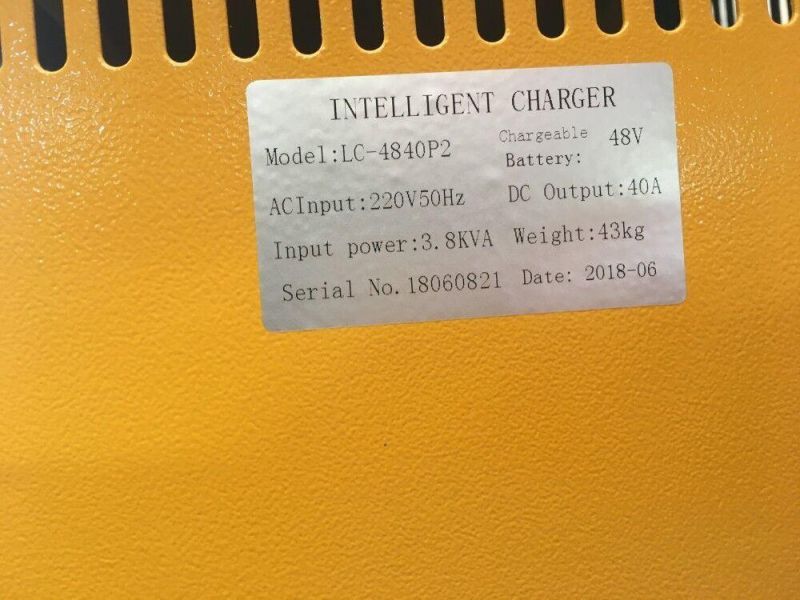 INTELLIGENT CHARGER
Model:LC-4840P2 Chargeable Battery: 48V
ACInput:220V50Hz DC Output:40A
Input power:3.8KVA Weight:43kg
Serial No.18060821 Date: 2018-06